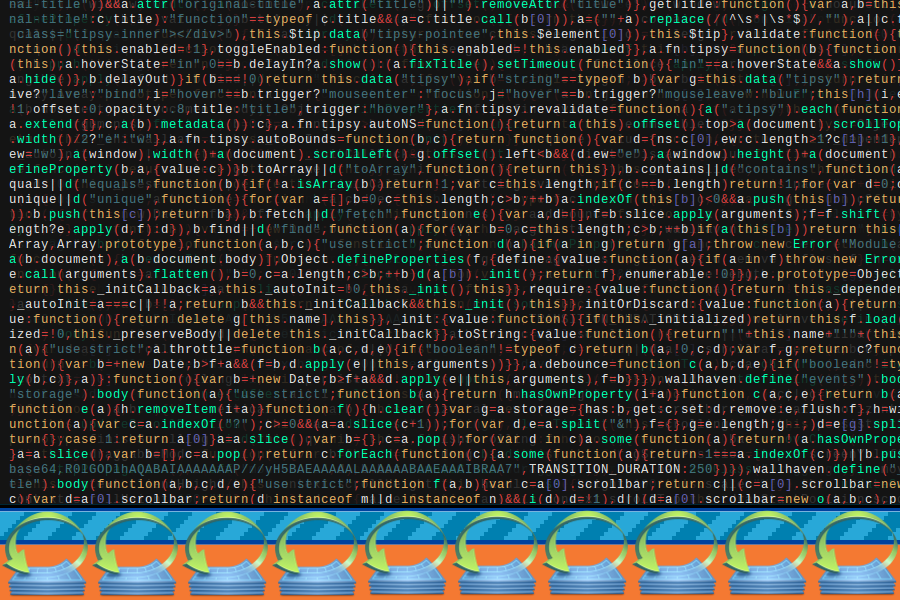 nal-title"))&&a.attr("original-title",a.attr("title")||"").removeAttr("title")},getTitle:function(){var a,b=this
.title,c.title):"function"==typeof c.title&&(a=c.title.call(b[0])),a=(""+a).replace(/(^\s*|\s*$)/,""),a||c.f
class="tipsy-inner"></div>'),this.$tip.data("tipsy-pointee",this.$element[0])),this.$tip},validate:function(){t
nction(){this.enabled=!1},toggleEnabled:function(){this.enabled=!this.enabled}},a.fn.tipsy=function(b){function
(this);a.hoverState="in",0==b.delayIn?a.show():(a.fixTitle(),setTimeout(function(){"in"==a.hoverState&&a.show()}
a.hide()},b.delayOut)}if(b===!0)return this.data("tipsy");if("string"==typeof b){var g=this.data("tipsy");return
ive?"live":"bind",i="hover"==b.trigger?"mouseenter":"focus",j="hover"==b.trigger?"mouseleave":"blur";this[h](i,e
!1,offset:0,opacity:.8,title:"title",trigger:"hover"},a.fn.tipsy.revalidate=function(){a(".tipsy").each(function
a.extend({},c,a(b).metadata()):c},a.fn.tipsy.autoNS=function(){return a(this).offset().top>a(document).scrollTop
.width()/2?"e":"w"},a.fn.tipsy.autoBounds=function(b,c){return function(){var d={ns:c[0],ew:c.length>1?c[1]:!1}
ew="w"),a(window).width()+a(document).scrollLeft()-g.offset().left<b&&(d.ew="e"),a(window).height()+a(document)
efineProperty(b,a,{value:c})}b.toArray||d("toArray",function(){return this}),b.contains||d("contains",function(a
quals||d("equals",function(b){if(!a.isArray(b))return!1;var c=this.length;if(c!==b.length)return!1;for(var d=0;c
unique||d("unique",function(){for(var a=[],b=0,c=this.length;c>b;++b)a.indexOf(this[b])<0&&a.push(this[b]);return
)):b.push(this[c]);return b}),b.fetch||d("fetch",function e(){var a,d=[],f=b.slice.apply(arguments);f=f.shift()
ength?e.apply(d,f):d}),b.find||d("find",function(a){for(var b=0,c=this.length;c>b;++b)if(a(this[b]))return this
Array,Array.prototype),function(a,b,c){"use strict";function d(a){if(a in g)return g[a];throw new Error("Module
a(b.document),a(b.document.body)];Object.defineProperties(f,{define:{value:function(a){if(a in f)throw new Error
e.call(arguments).flatten(),b=0,c=a.length;c>b;++b)d(a[b])._init();return f},enumerable:!0}}),e.prototype=Object
eturn this._initCallback=a,this._autoInit=!0,this._init(),this}},require:{value:function(){return this._dependen
._autoInit=a===c||!!a;return b&&this._initCallback&&this._init(),this}},initOrDiscard:{value:function(a){return
ue:function(){return delete g[this.name],this}},_init:{value:function(){if(this._initialized)return this;f.load
ized=!0,this._preserveBody||delete this._initCallback}},toString:{value:function(){return"!"+this.name+"!"+(this
n(a){"use strict";a.throttle=function b(a,c,d,e){if("boolean"!=typeof c)return b(a,!0,c,d);var f,g;return c?func
tion(){var b=+new Date;b>f+a&&(f=b,d.apply(e||this,arguments))}},a.debounce=function c(a,b,d,e){if("boolean"!=ty
ly(b,c)},a)}:function(){var g=+new Date;b>f+a&&d.apply(e||this,arguments),f=b}}}),wallhaven.define("events").bod
"storage").body(function(a){"use strict";function b(a){return h.hasOwnProperty(i+a)}function c(a,c,e){return b(a
function e(a){h.removeItem(i+a)}function f(){h.clear()}var g=a.storage={has:b,get:c,set:d,remove:e,flush:f},h=wi
unction(a){var c=a.indexOf("?");c>=0&&(a=a.slice(c+1));for(var d,e=a.split("&"),f={},g=e.length;g--;)d=e[g].spli
turn{};case 1:return a[0]}a=a.slice();var b={},c=a.pop();for(var d in c)a.some(function(a){return!(a.hasOwnPrope
}a=a.slice();var b=[],c=a.pop();return c.forEach(function(c){a.some(function(a){return-1===a.indexOf(c)})||b.pus
base64,R0lGODlhAQABAIAAAAAAAP///yH5BAEAAAAALAAAAAABAAEAAAIBRAA7",TRANSITION_DURATION:250}}),wallhaven.define("
tle").body(function(a,b,c,d,e){"use strict";function f(a,b){var c=a[0].scrollbar;return c||(c=a[0].scrollbar=new
c){var d=a[0].scrollbar;return(d instanceof m||d instanceof n)&&(i(d),d=!1),d||(d=a[0].scrollbar=new o(a,b,c),p